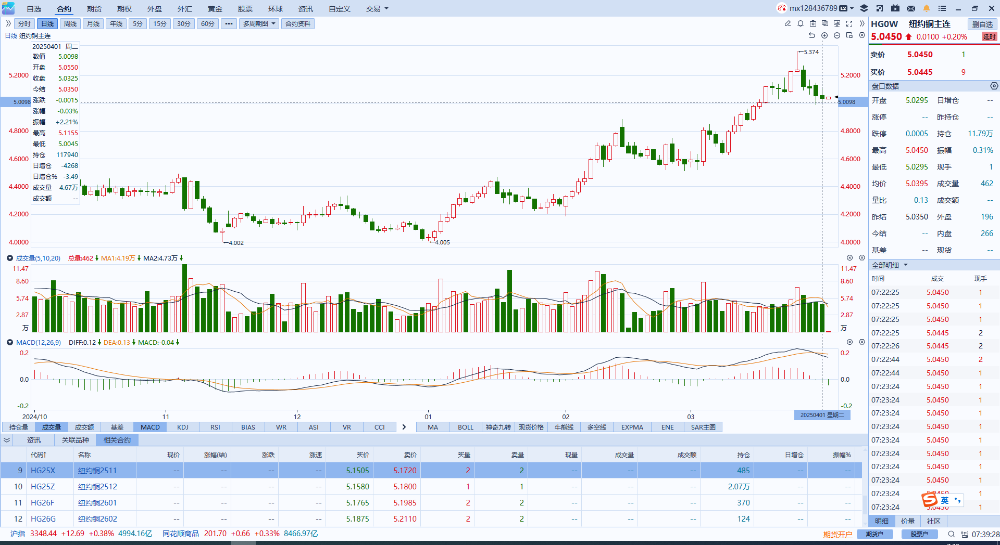 自选 合约 期货 期权 外盘 外汇 黄金 股票 环球 资讯 自定义 交易 mx128436789 L2
分时 日线 周线 月线 年线 5分 15分 30分 60分 ••• 多周期图 合约资料
日线 纽约铜主连
20250401 周二
数值 5.0098
开盘 5.0550
收盘 5.0325
今结 5.0350
涨跌 -0.0015
涨幅 -0.03%
振幅 +2.21%
最高 5.1155
最低 5.0045
持仓 117940
日增仓 -4268
日增仓% -3.49
成交量 4.67万
成交额 --
5.2000 5.2000
5.0098 5.0098
4.8000 4.8000
4.6000 4.6000
4.4000 4.4000
4.2000 4.2000
4.0000 4.0000
←5.374
←4.002
←4.005
成交量(5,10,20) 总量:462↓ MA1:4.19万↓ MA2:4.73万↓
11.47 11.47
8.60 8.60
5.74 5.74
2.87 2.87
万 万
MACD(12,26,9) DIFF:0.12↓ DEA:0.13↓ MACD:-0.04↓
0.2 0.2
0.0 0.0
-0.2 -0.2
2024/10 11 12 01 02 03 20250401 星期二
持仓量 成交量 成交额 基差 MACD KDJ RSI BIAS WR ASI VR CCI MA BOLL 神奇九转 现货价格 牛能线 多空线 EXPMA ENE SAR主图
资讯 关联品种 相关合约
代码↑ 名称 现价 涨幅(结) 涨跌 涨速 买价 卖价 买量 卖量 现量 成交量 成交额 持仓 日增仓 振幅%
9 HG25X 纽约铜2511 -- -- -- -- 5.1505 5.1720 2 2 -- -- -- 485 -- --
10 HG25Z 纽约铜2512 -- -- -- -- 5.1580 5.1800 1 1 -- -- -- 2.07万 -- --
11 HG26F 纽约铜2601 -- -- -- -- 5.1765 5.1985 2 2 -- -- -- 370 -- --
12 HG26G 纽约铜2602 -- -- -- -- 5.1875 5.2110 2 2 -- -- -- 124 -- --
沪指 3348.44 +12.69 +0.38% 4994.16亿 同花顺商品 201.70 +0.66 +0.33% 8466.97亿 期货开户 期货户 股票户 07:39:28
HG0W 纽约铜主连 删自选
5.0450 0.0100 +0.20% 延时
卖价 5.0450 1
买价 5.0445 9
盘口数据
开盘 5.0295 日增仓 --
涨停 -- 昨持仓 --
跌停 0.0005 持仓 11.79万
最高 5.0450 振幅 0.31%
最低 5.0295 现手 1
均价 5.0395 成交量 462
量比 0.13 成交额 --
昨结 5.0350 外盘 196
今结 -- 内盘 266
基差 -- 现货 --
全部明细
时间 成交 现手
07:22:25 5.0450 1
07:22:25 5.0450 1
07:22:25 5.0450 1
07:22:25 5.0445 2
07:22:26 5.0445 2
07:22:44 5.0450 2
07:22:44 5.0450 1
07:23:24 5.0450 1
07:23:24 5.0450 1
07:23:24 5.0450 1
07:23:24 5.0450 1
07:23:24 5.0450 1
07:23:24 5.0450 1
07:23:24 5.0450 1
07:23:24 5.0450 1
07:23:24 5.0450 1
07:23:24 5.0450 1
英
明细 价量 社区